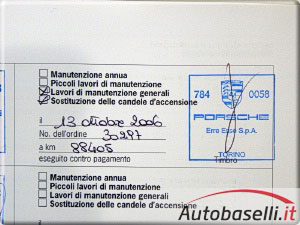 Manutenzione annua
Piccoli lavori di manutenzione
Lavori di manutenzione generali
Sostituzione delle candele d'accensione
il 13 ottobre 2006
No. dell'ordine 30297
a km 88405
eseguito contro pagamento
784 0058
PORSCHE
Erre Esse S.p.A.
TORINO
Timbro
Manutenzione annua
Piccoli lavori di manutenzione
Lavori di manutenzione generali
Sostituzione delle candele d'accensione
Autobaselli.it